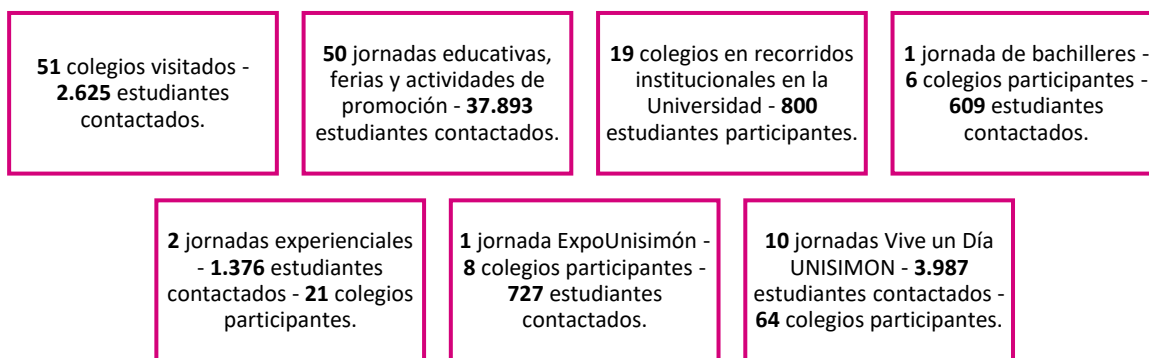 51 colegios visitados -
2.625 estudiantes
contactados.
50 jornadas educativas,
ferias y actividades de
promoción - 37.893
estudiantes contactados.
19 colegios en recorridos
institucionales en la
Universidad - 800
estudiantes participantes.
1 jornada de bachilleres -
6 colegios participantes -
609 estudiantes
contactados.
2 jornadas experienciales
- 1.376 estudiantes
contactados - 21 colegios
participantes.
1 jornada ExpoUnisimón -
8 colegios participantes -
727 estudiantes
contactados.
10 jornadas Vive un Día
UNISIMON - 3.987
estudiantes contactados -
64 colegios participantes.